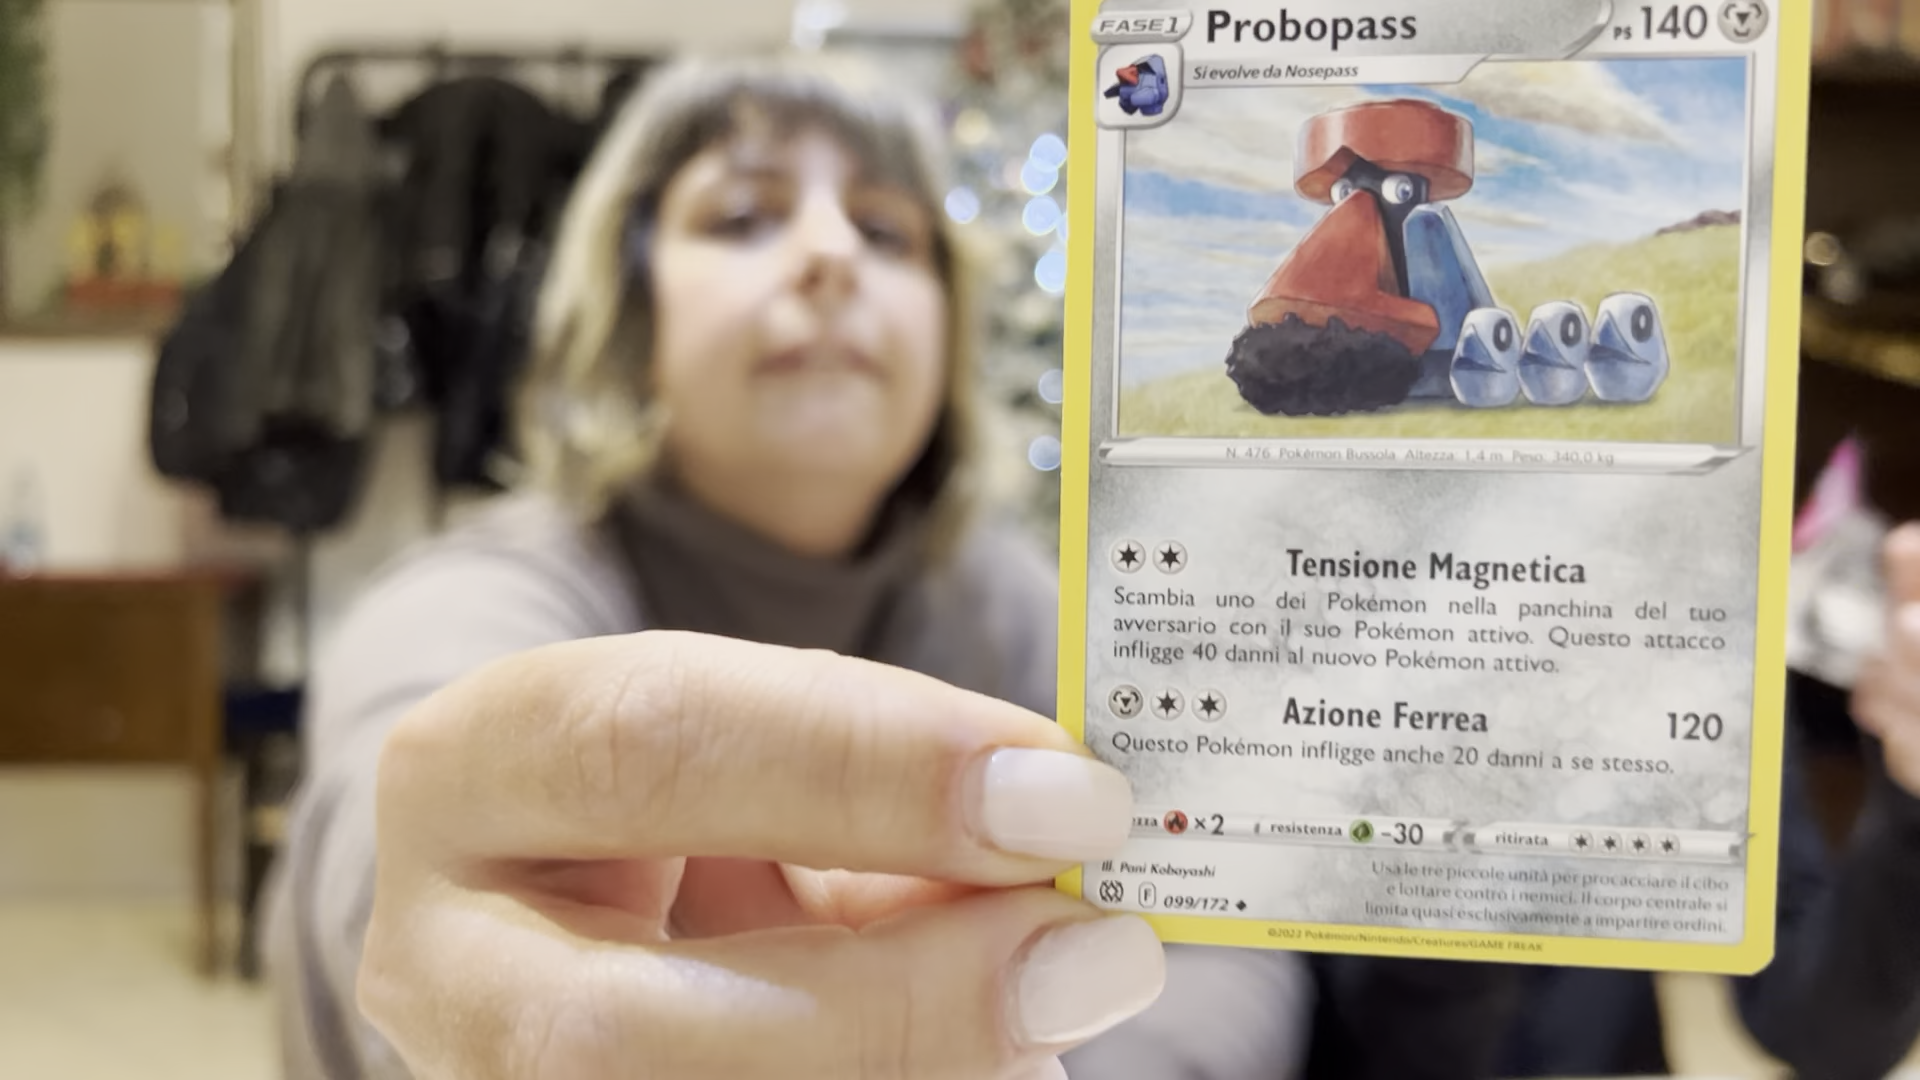 FASE 1
Probopass
PS 140
Si evolve da Nosepass
N. 476 Pokémon Bussola Altezza: 1,4 m Peso: 340,0 kg
Tensione Magnetica
Scambia uno dei Pokémon nella panchina del tuo
avversario con il suo Pokémon attivo. Questo attacco
infligge 40 danni al nuovo Pokémon attivo.
Azione Ferrea 120
Questo Pokémon infligge anche 20 danni a se stesso.
zza ×2 resistenza -30 ritirata
Ill. Pani Kobayashi
F 099/172
Usa le tre piccole unità per procacciare il cibo
e lottare contro i nemici. Il corpo centrale si
limita quasi esclusivamente a impartire ordini.
©2022 Pokémon/Nintendo/Creatures/GAME FREAK